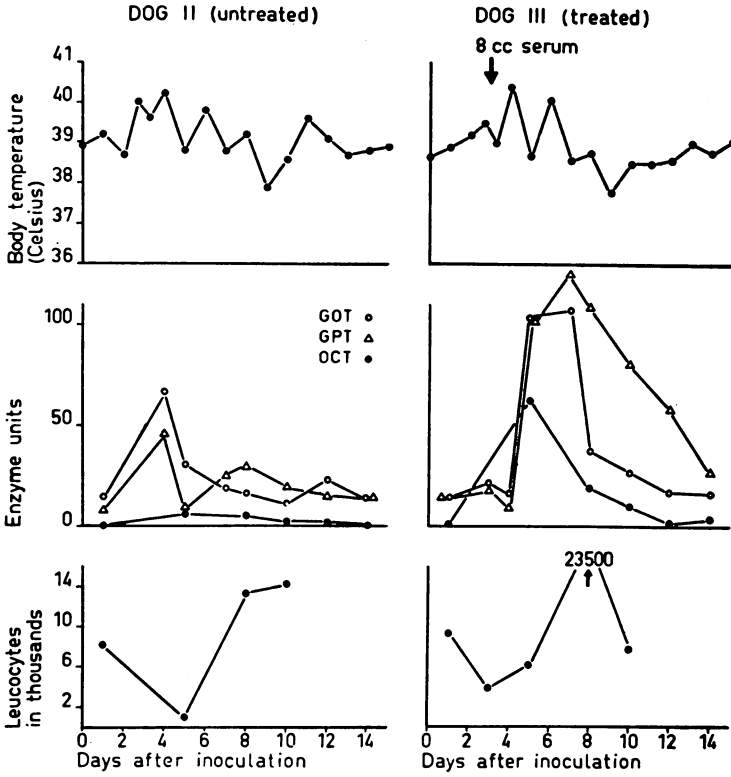 DOG II (untreated)
DOG III (treated)
8 cc serum
Body temperature
(Celsius)
41
40
39
38
37
36
Enzyme units
100
50
0
GOT
GPT
OCT
Leucocytes
in thousands
14
10
6
2
23500
0 2 4 6 8 10 12 14
Days after inoculation
0 2 4 6 8 10 12 14
Days after inoculation